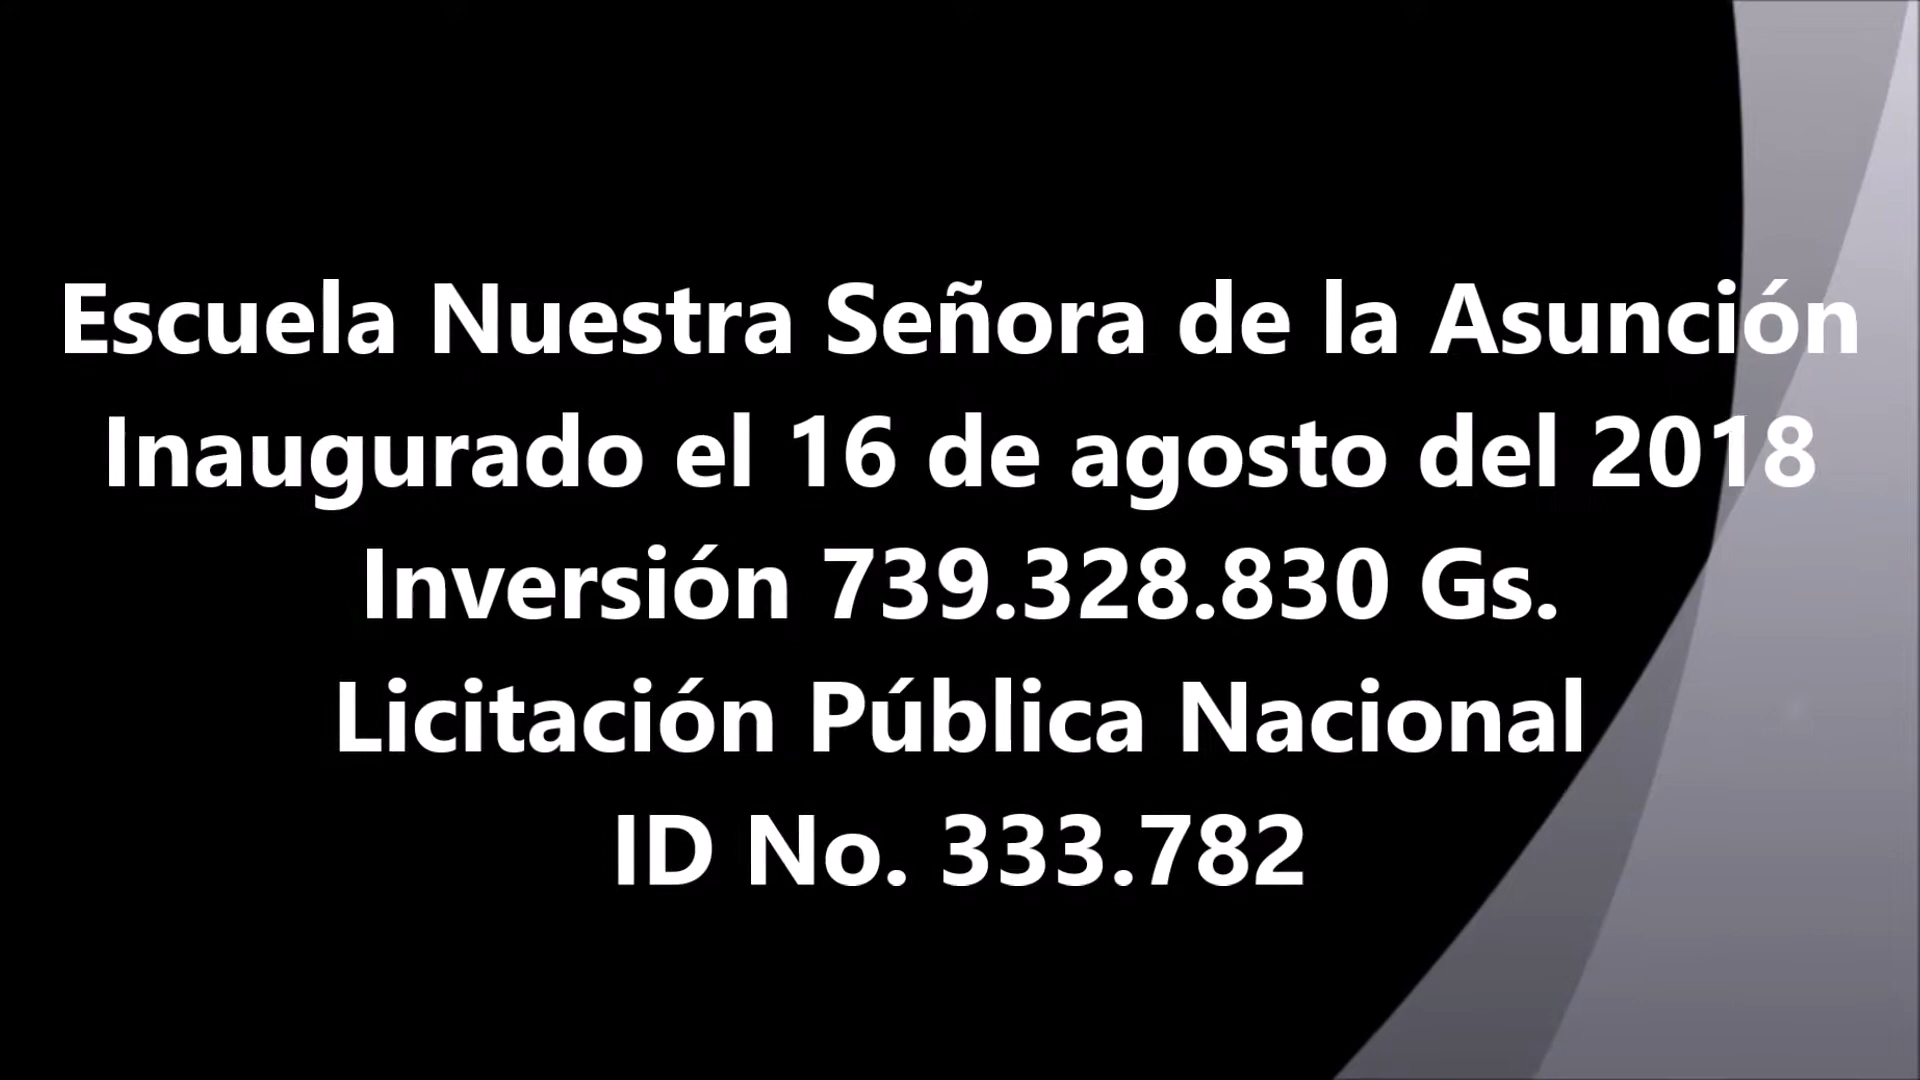 Escuela Nuestra Señora de la Asunción
Inaugurado el 16 de agosto del 2018
Inversión 739.328.830 Gs.
Licitación Pública Nacional
ID No. 333.782